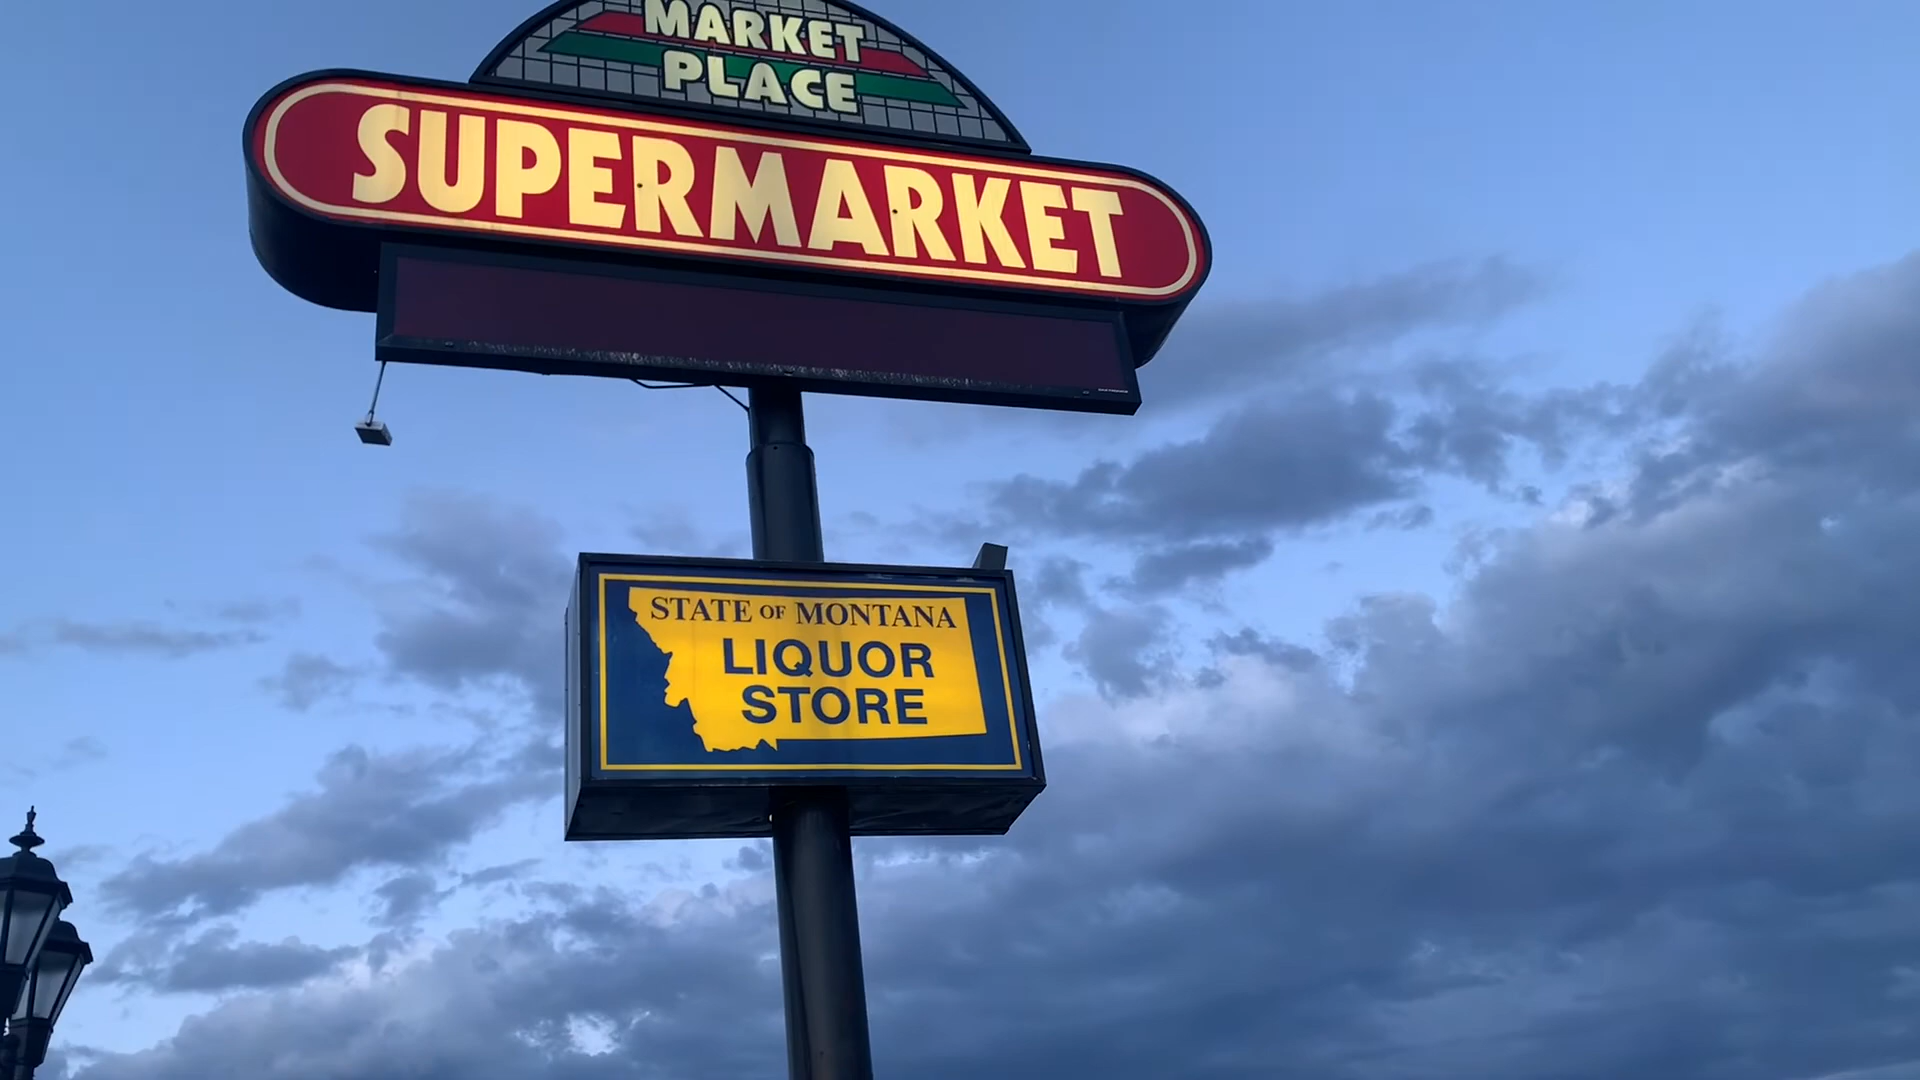 MARKET
PLACE
SUPERMARKET
STATE OF MONTANA
LIQUOR
STORE